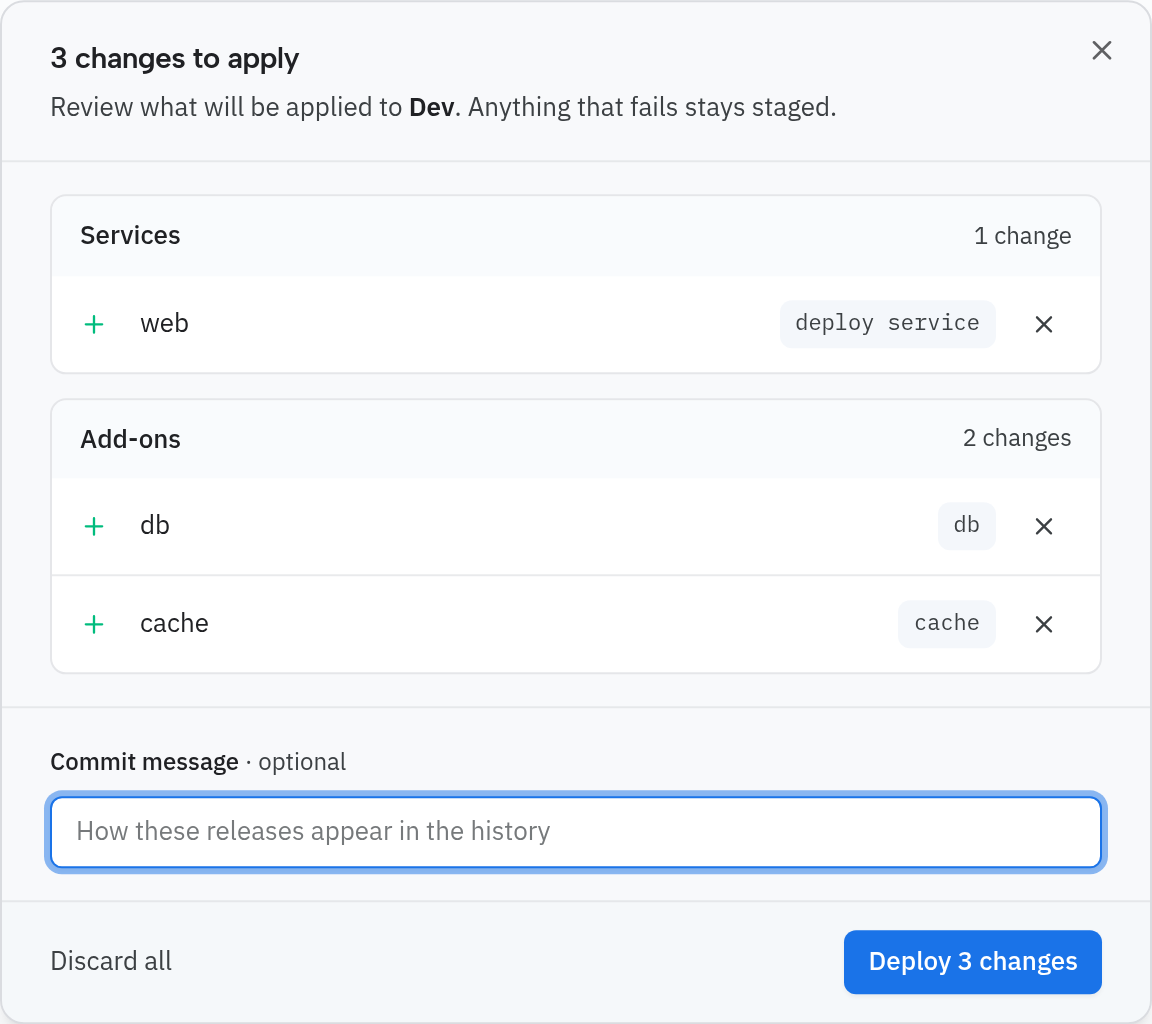 3 changes to apply
Review what will be applied to Dev. Anything that fails stays staged.
Services
1 change
web
deploy service
Add-ons
2 changes
db
db
cache
cache
Commit message · optional
How these releases appear in the history
Discard all
Deploy 3 changes